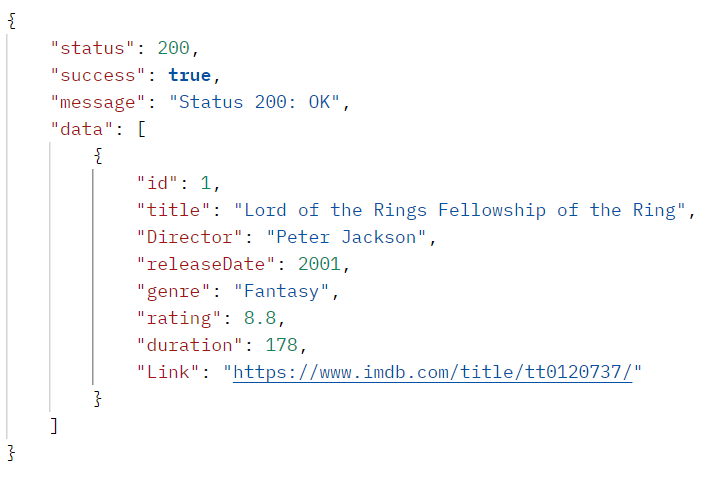 {
    "status": 200,
    "success": true,
    "message": "Status 200: OK",
    "data": [
        {
            "id": 1,
            "title": "Lord of the Rings Fellowship of the Ring",
            "Director": "Peter Jackson",
            "releaseDate": 2001,
            "genre": "Fantasy",
            "rating": 8.8,
            "duration": 178,
            "Link": "https://www.imdb.com/title/tt0120737/"
        }
    ]
}